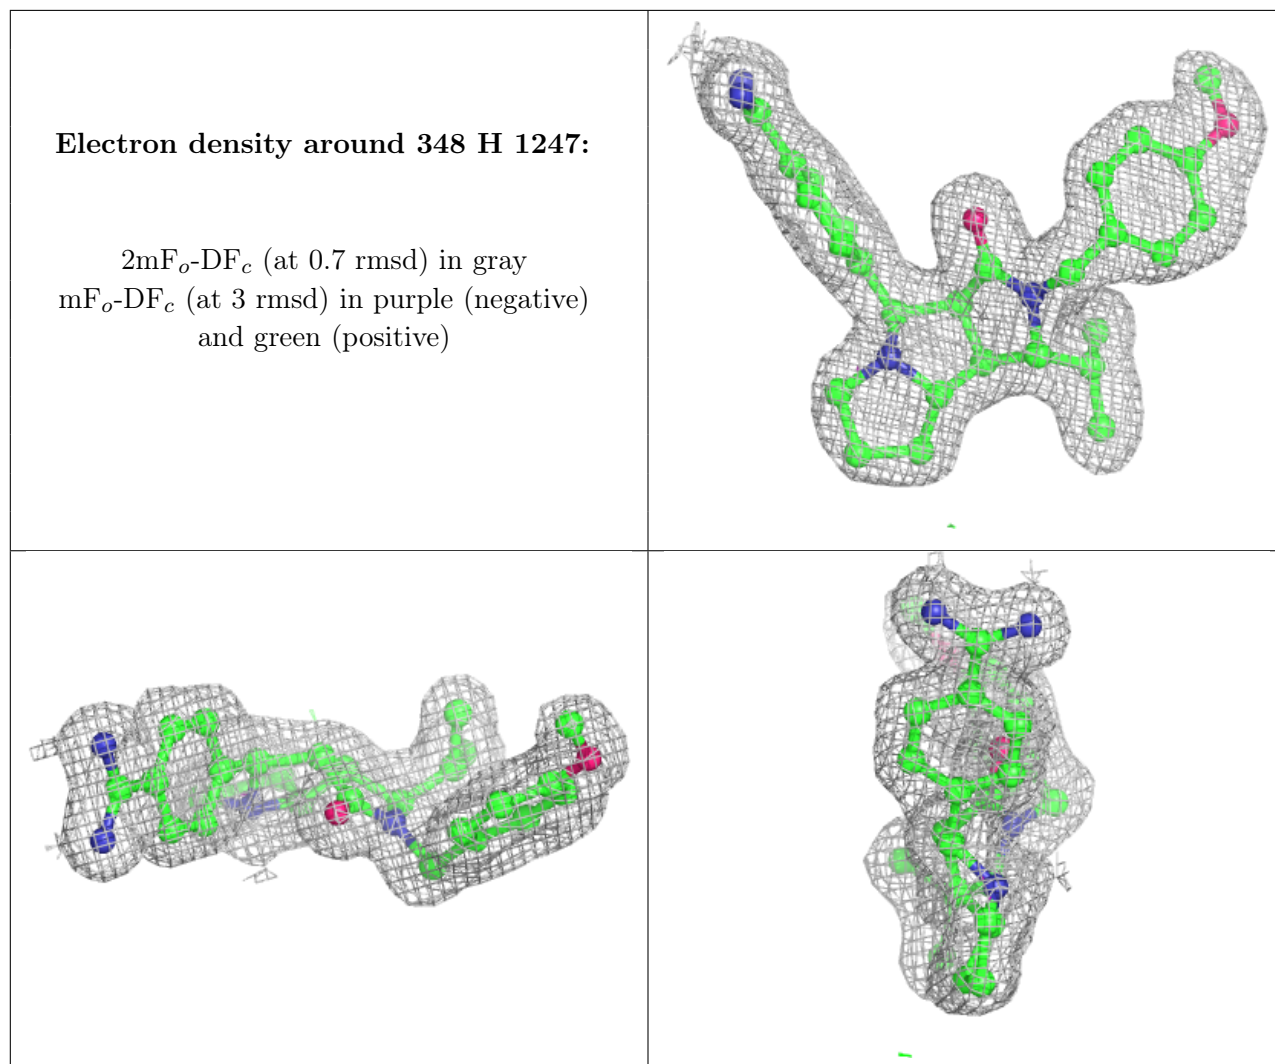 Electron density around 348 H 1247:
2mFo-DFc (at 0.7 rmsd) in gray
mFo-DFc (at 3 rmsd) in purple (negative)
and green (positive)